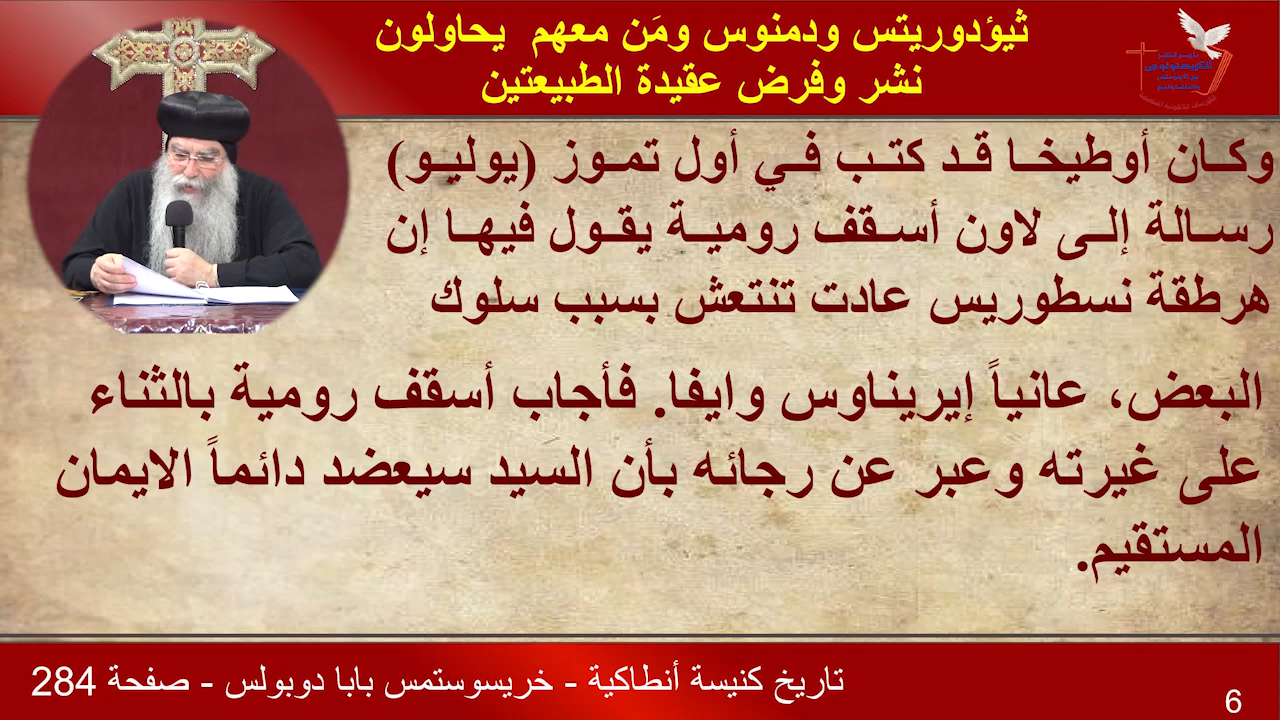 ثيؤدوريتس ودمنوس ومَن معهم يحاولون
نشر وفرض عقيدة الطبيعتين
وكان أوطيخا قد كتب في أول تموز (يوليو)
رسالة إلى لاون أسقف رومية يقول فيها إن
هرطقة نسطوريس عادت تنتعش بسبب سلوك
البعض، عانياً إيريناوس وايفا. فأجاب أسقف رومية بالثناء
على غيرته وعبر عن رجائه بأن السيد سيعضد دائماً الايمان
المستقيم.
تاريخ كنيسة أنطاكية - خريسوستمس بابا دوبولس - صفحة 284
6